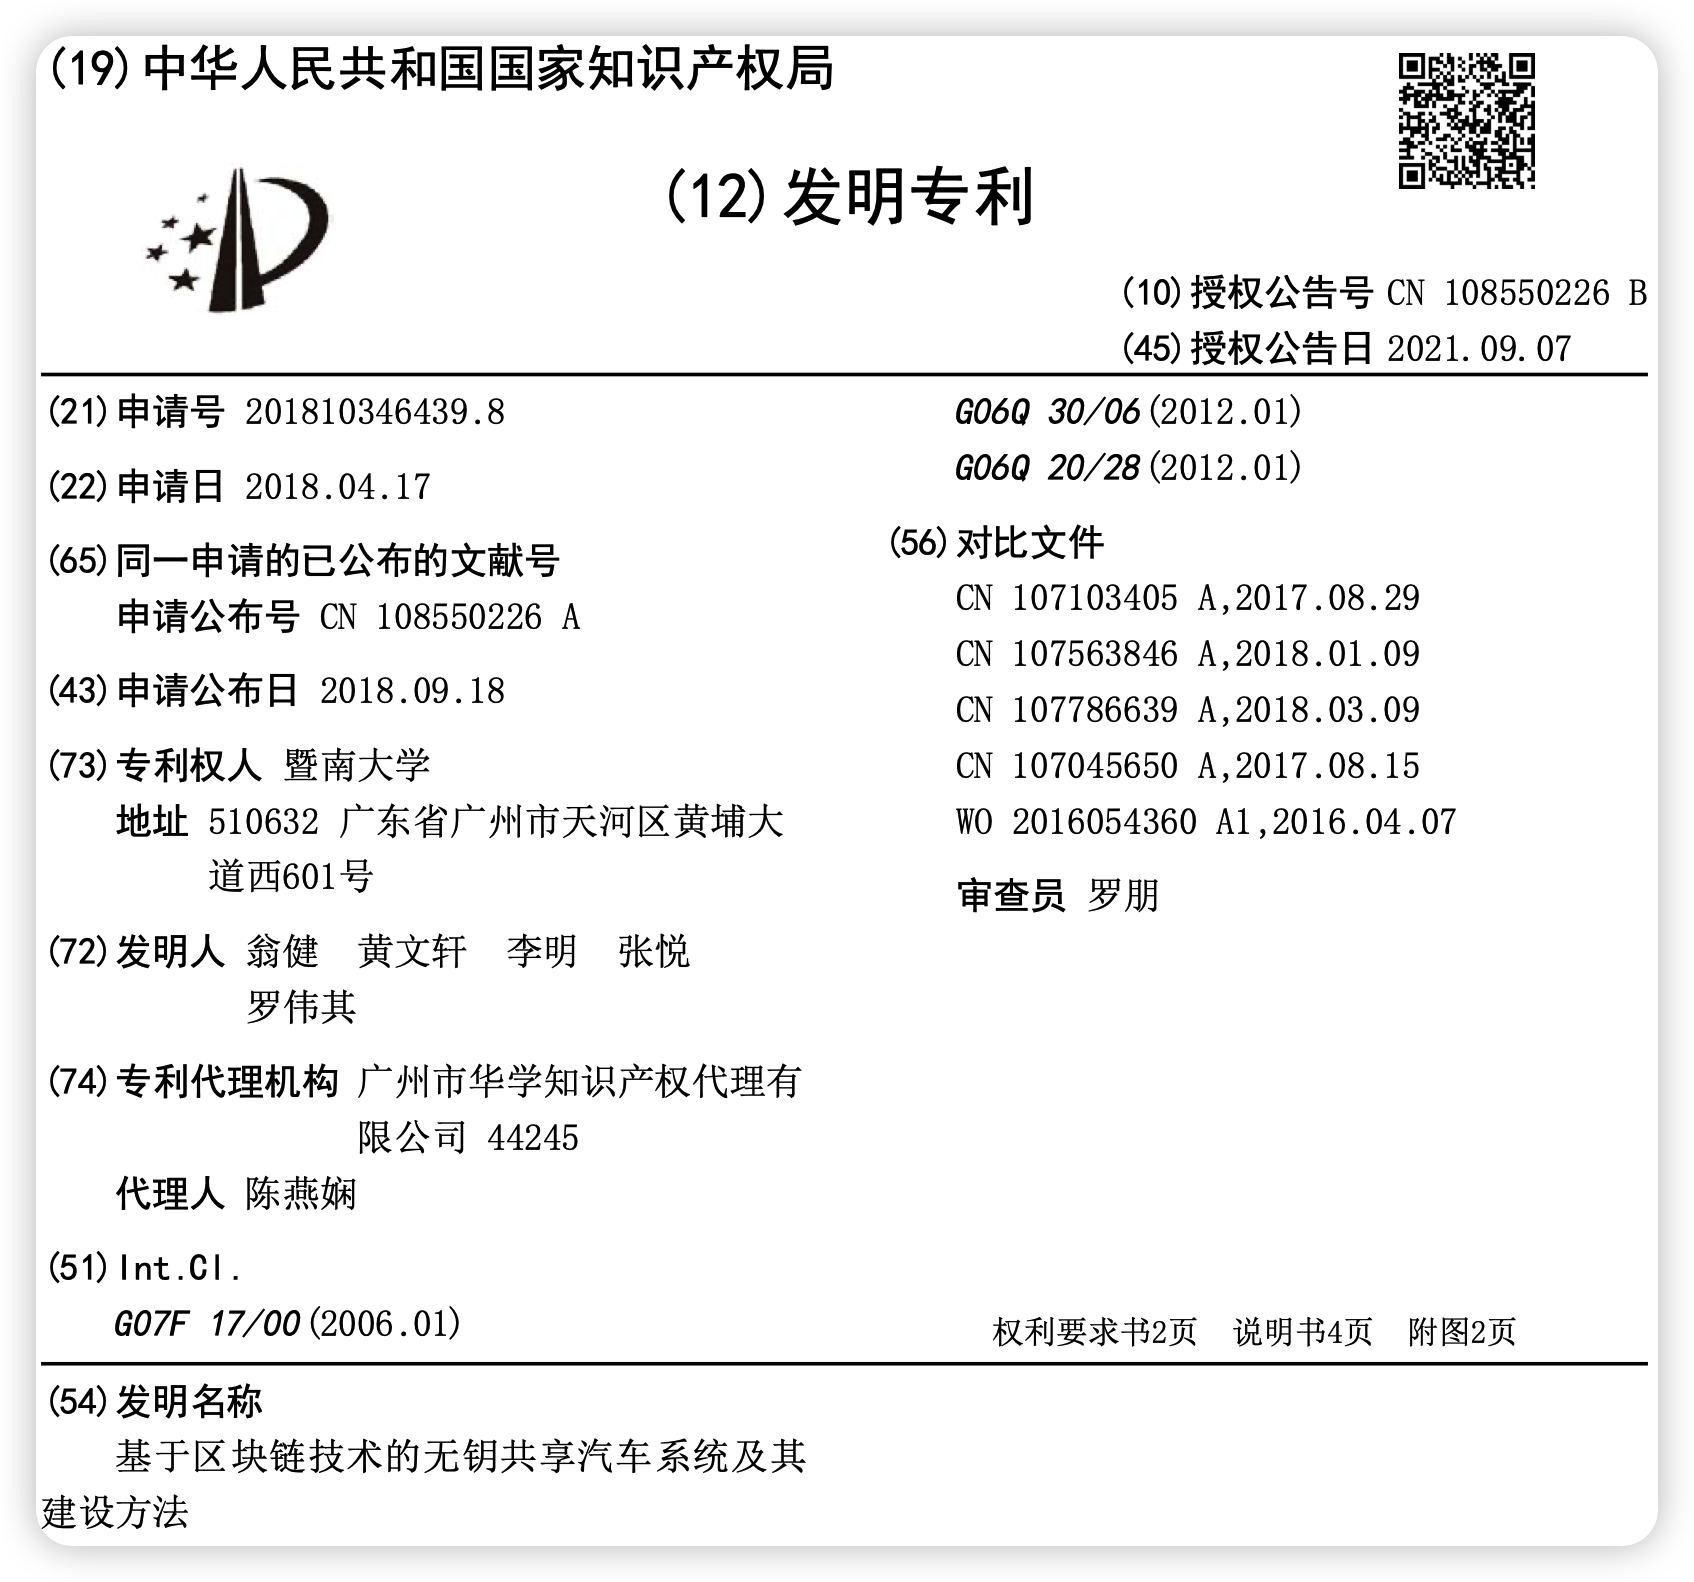 (19)中华人民共和国国家知识产权局
(12)发明专利
(10)授权公告号 CN 108550226 B
(45)授权公告日 2021.09.07
(21)申请号 201810346439.8
(22)申请日 2018.04.17
(65)同一申请的已公布的文献号
申请公布号 CN 108550226 A
(43)申请公布日 2018.09.18
(73)专利权人 暨南大学
地址 510632 广东省广州市天河区黄埔大
道西601号
(72)发明人 翁健 黄文轩 李明 张悦
罗伟其
(74)专利代理机构 广州市华学知识产权代理有
限公司 44245
代理人 陈燕娴
(51)Int.Cl.
G07F 17/00(2006.01)
G06Q 30/06(2012.01)
G06Q 20/28(2012.01)
(56)对比文件
CN 107103405 A,2017.08.29
CN 107563846 A,2018.01.09
CN 107786639 A,2018.03.09
CN 107045650 A,2017.08.15
WO 2016054360 A1,2016.04.07
审查员 罗朋
权利要求书2页 说明书4页 附图2页
(54)发明名称
基于区块链技术的无钥共享汽车系统及其
建设方法